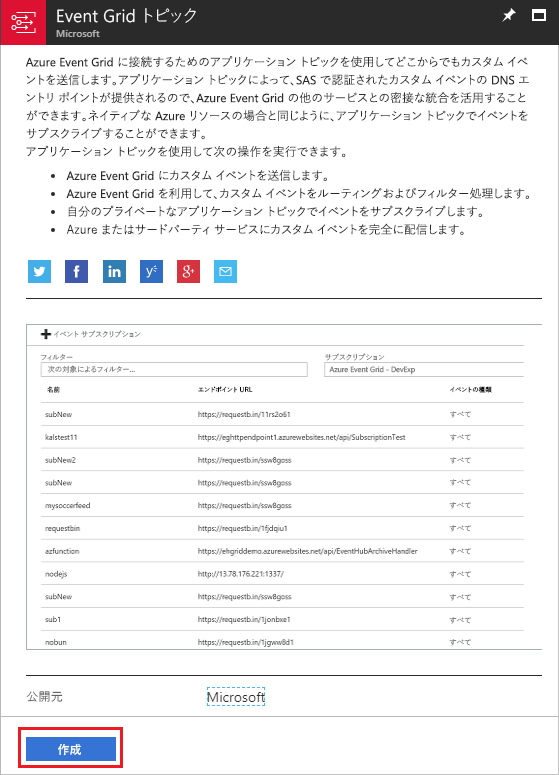 Event Grid トピック
Microsoft
Azure Event Grid に接続するためのアプリケーション トピックを使用してどこからでもカスタム イベ
ントを送信します。アプリケーション トピックによって、SAS で認証されたカスタム イベントの DNS エ
ントリ ポイントが提供されるので、Azure Event Grid の他のサービスとの密接な統合を活用すること
ができます。ネイティブな Azure リソースの場合と同じように、アプリケーション トピックでイベントを
サブスクライブすることができます。
アプリケーション トピックを使用して次の操作を実行できます。
• Azure Event Grid にカスタム イベントを送信します。
• Azure Event Grid を利用して、カスタム イベントをルーティングおよびフィルター処理します。
• 自分のプライベートなアプリケーション トピックでイベントをサブスクライブします。
• Azure またはサードパーティ サービスにカスタム イベントを完全に配信します。
イベント サブスクリプション
フィルター サブスクリプション
次の対象によるフィルター... Azure Event Grid - DevExp
名前 エンドポイント URL イベントの種類
subNew https://requestb.in/11rs2o61 すべて
kalstest11 https://eghttpendpoint1.azurewebsites.net/api/SubscriptionTest すべて
subNew2 https://requestb.in/ssw8goss すべて
subNew https://requestb.in/ssw8goss すべて
mysoccerfeed https://requestb.in/ssw8goss すべて
requestbin https://requestb.in/1fjdqiu1 すべて
azfunction https://ehgriddemo.azurewebsites.net/api/EventHubArchiveHandler すべて
nodejs http://13.78.176.221:1337/ すべて
subNew https://requestb.in/ssw8goss すべて
sub1 https://requestb.in/1jonbxe1 すべて
nobun https://requestb.in/1jgww8d1 すべて
公開元 Microsoft
作成